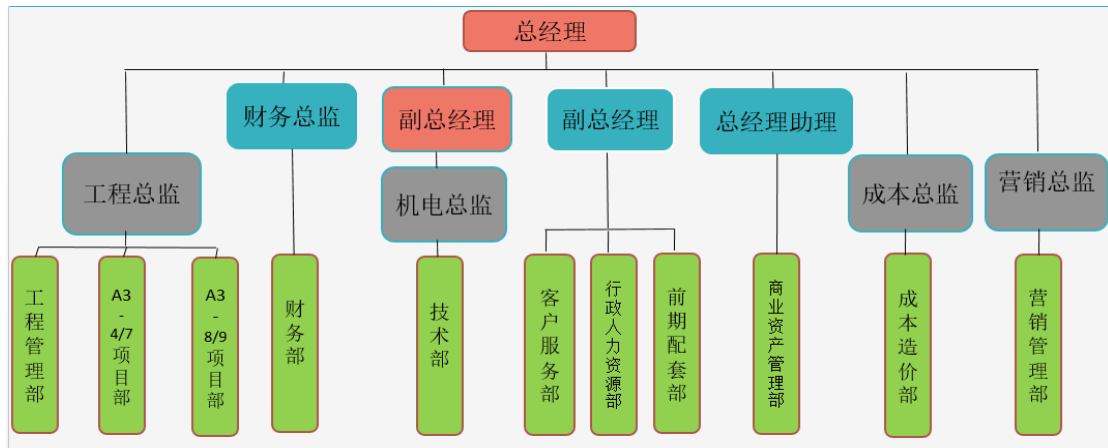 总经理
财务总监
副总经理
副总经理
总经理助理
工程总监
机电总监
成本总监
营销总监
工程管理部
A3
-
4/7
项目部
A3
-
8/9
项目部
财务部
技术部
客户服务部
行政人力资源部
前期配套部
商业资产管理部
成本造价部
营销管理部